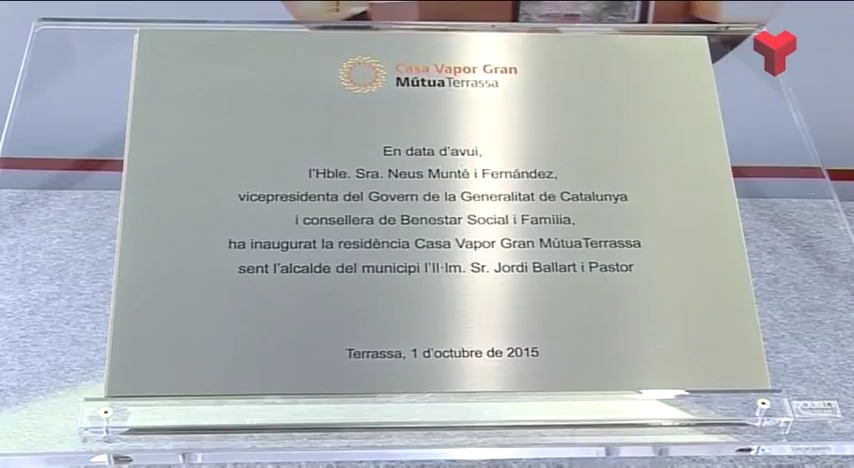 Casa Vapor Gran
MútuaTerrassa
En data d'avui,
l'Hble. Sra. Neus Munté i Fernández,
vicepresidenta del Govern de la Generalitat de Catalunya
i consellera de Benestar Social i Família,
ha inaugurat la residència Casa Vapor Gran MútuaTerrassa
sent l'alcalde del municipi l'Il·lm. Sr. Jordi Ballart i Pastor
Terrassa, 1 d'octubre de 2015